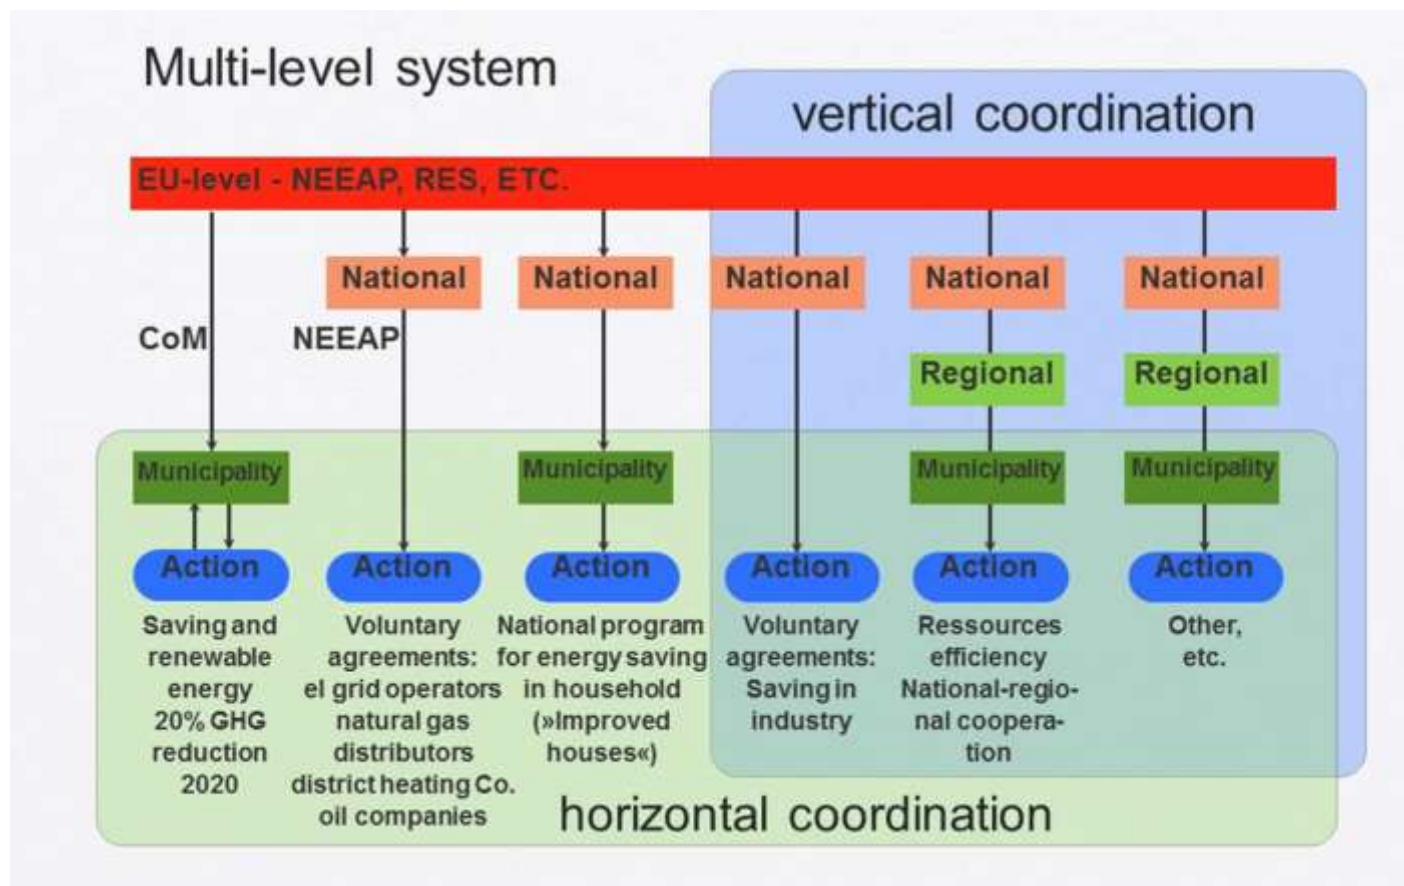 Multi-level system
vertical coordination
EU-level - NEEAP, RES, ETC.
National
National
National
National
National
CoM
NEEAP
Regional
Regional
Municipality
Municipality
Municipality
Municipality
Action
Action
Action
Action
Action
Action
Saving and
renewable
energy
20% GHG
reduction
2020
Voluntary
agreements:
el grid operators
natural gas
distributors
district heating Co.
oil companies
National program
for energy saving
in household
(»Improved
houses«)
Voluntary
agreements:
Saving in
industry
Ressources
efficiency
National-regio-
nal coopera-
tion
Other,
etc.
horizontal coordination